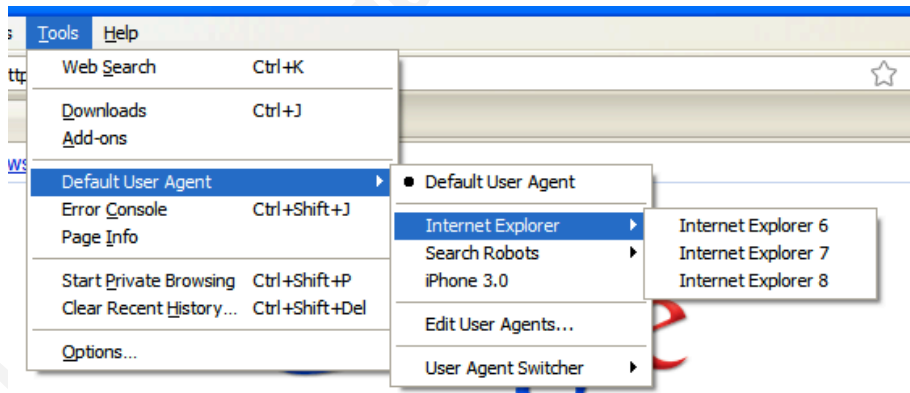 s Tools Help
Web Search Ctrl+K
ttp
Downloads Ctrl+J
Add-ons
ws
Default User Agent
Error Console Ctrl+Shift+J
Page Info
Start Private Browsing Ctrl+Shift+P
Clear Recent History... Ctrl+Shift+Del
Options...
Default User Agent
Internet Explorer
Search Robots
iPhone 3.0
Edit User Agents...
User Agent Switcher
Internet Explorer 6
Internet Explorer 7
Internet Explorer 8
e